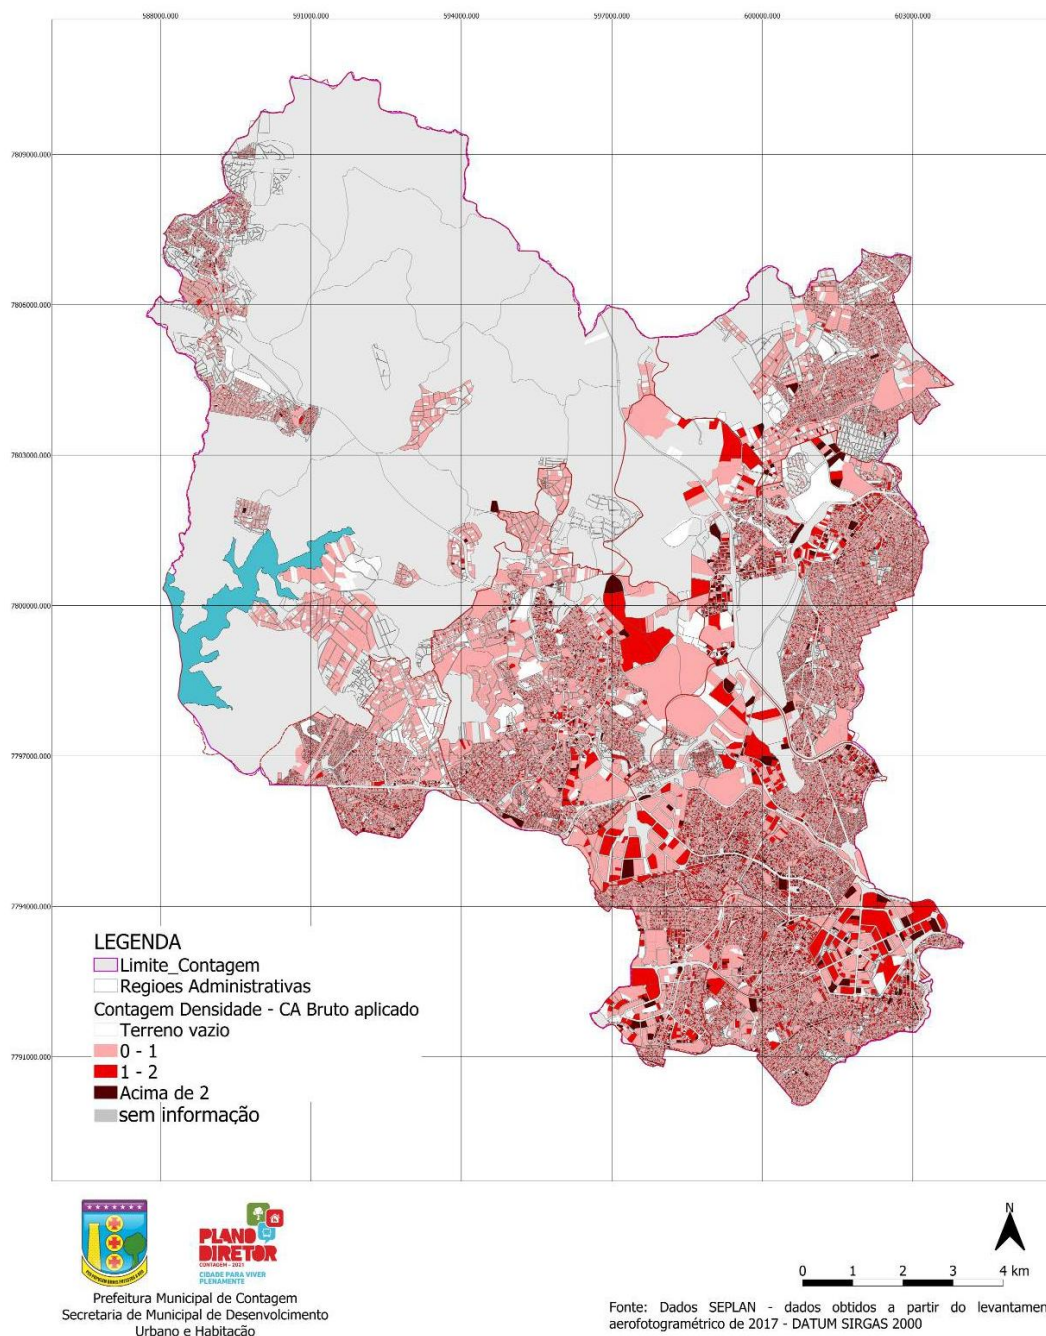 588000.000 591000.000 594000.000 597000.000 600000.000 603000.000
7809000.000
7806000.000
7803000.000
7800000.000
7797000.000
7794000.000
7791000.000
LEGENDA
Limite_Contagem
Regioes Administrativas
Contagem Densidade - CA Bruto aplicado
Terreno vazio
0 - 1
1 - 2
Acima de 2
sem informação
PLANO
DIRETOR
CONTAGEM - 2021
CIDADE PARA VIVER
PLENAMENTE
Prefeitura Municipal de Contagem
Secretaria de Municipal de Desenvolcimento
Urbano e Habitação
N
0 1 2 3 4 km
Fonte: Dados SEPLAN - dados obtidos a partir do levantamen
aerofotogramétrico de 2017 - DATUM SIRGAS 2000